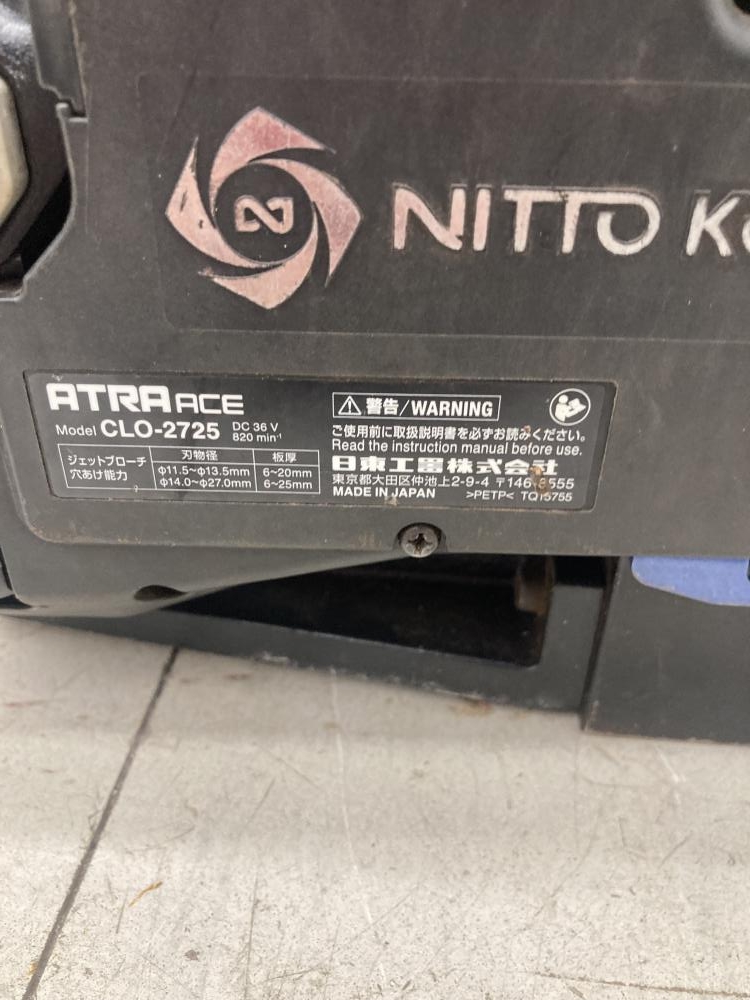 NITTO
ATRA ACE
Model CLO-2725 DC 36 V 820 min⁻¹
警告/WARNING
ご使用前に取扱説明書を必ずお読みください。
Read the instruction manual before use.
ジェットブローチ穴あけ能力
刃物径 板厚
φ11.5~φ13.5mm 6~20mm
φ14.0~φ27.0mm 6~25mm
日東工器株式会社
東京都大田区仲池上2-9-4
MADE IN JAPAN >PETP< TQ15755